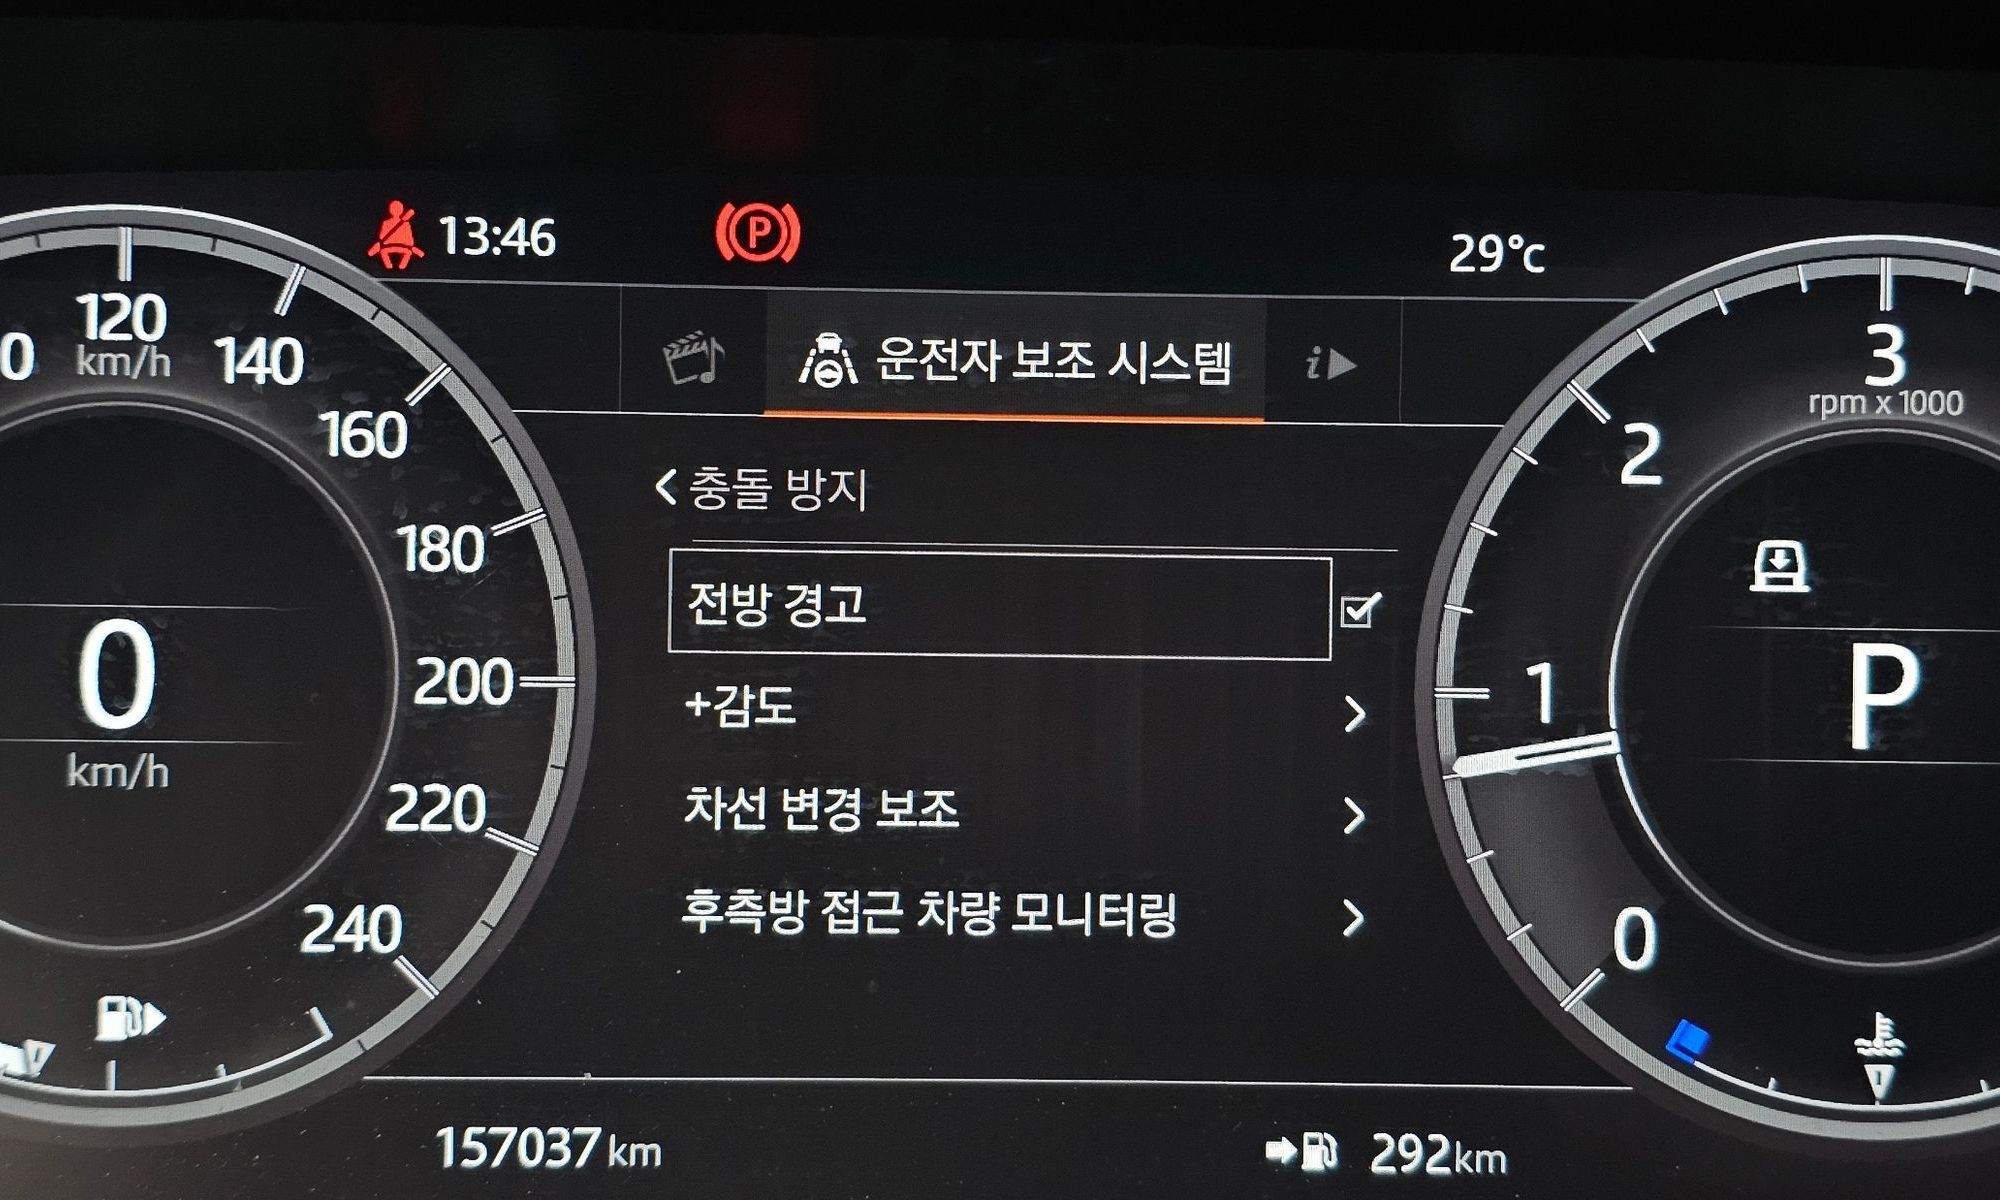 13:46
P
29°C
운전자 보조 시스템
i
충돌 방지
전방 경고
+감도
차선 변경 보조
후측방 접근 차량 모니터링
0
120
km/h
140
160
180
200
220
240
0
km/h
3
rpm x 1000
2
1
0
P
157037 km
292km